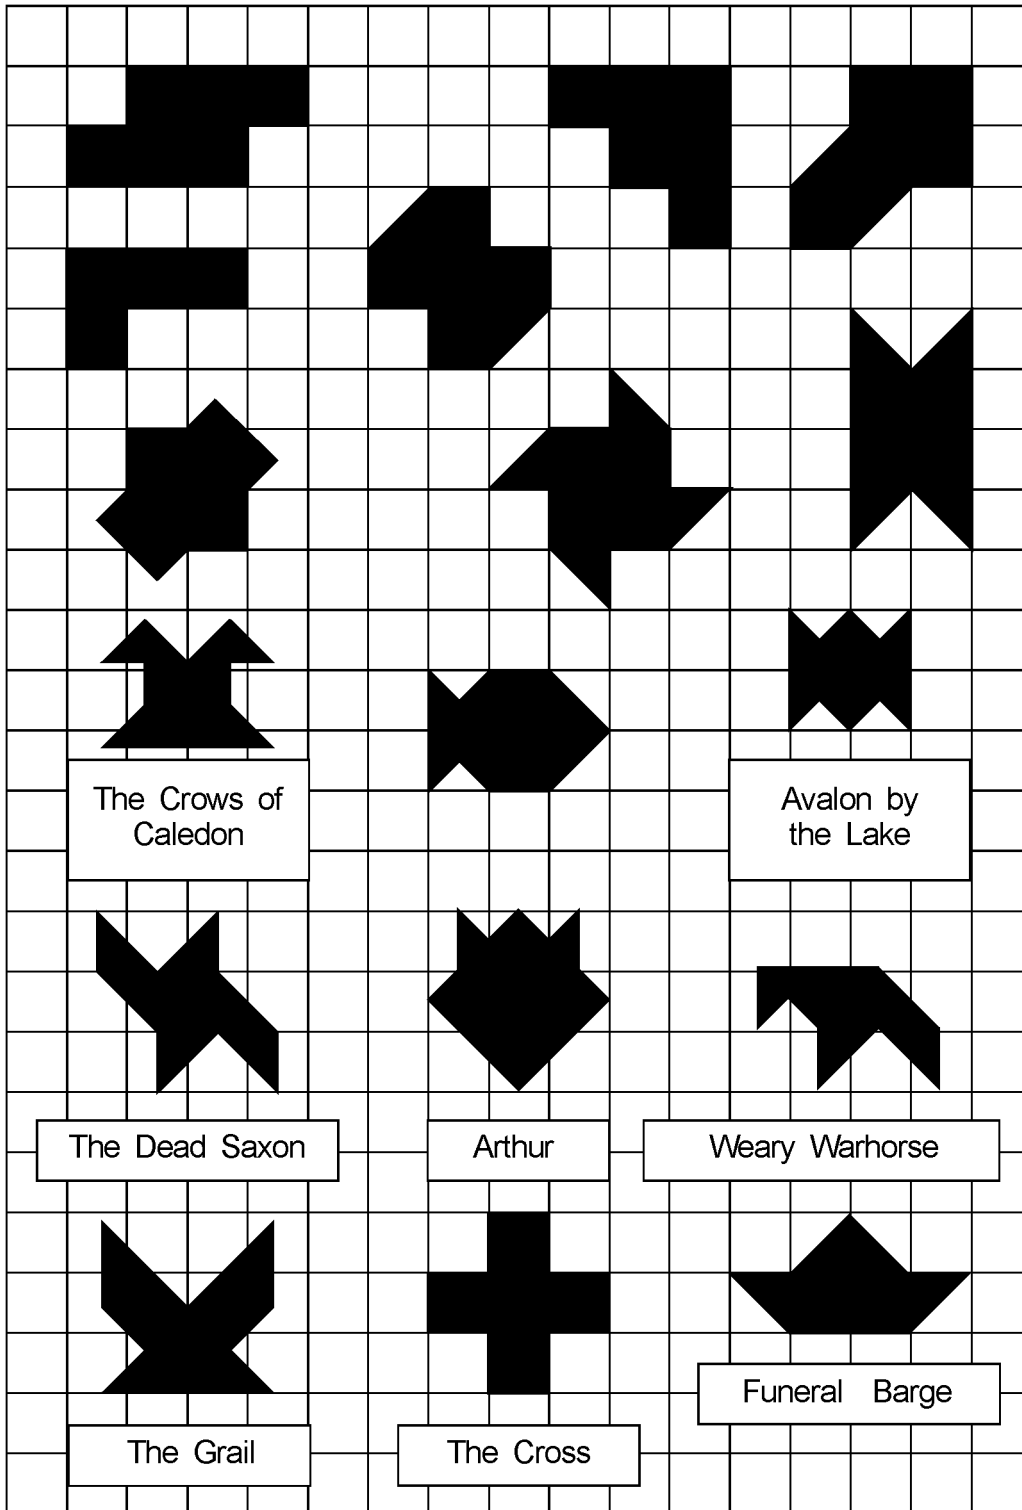 The Crows of
Caledon
Avalon by
the Lake
The Dead Saxon
Arthur
Weary Warhorse
Funeral Barge
The Grail
The Cross